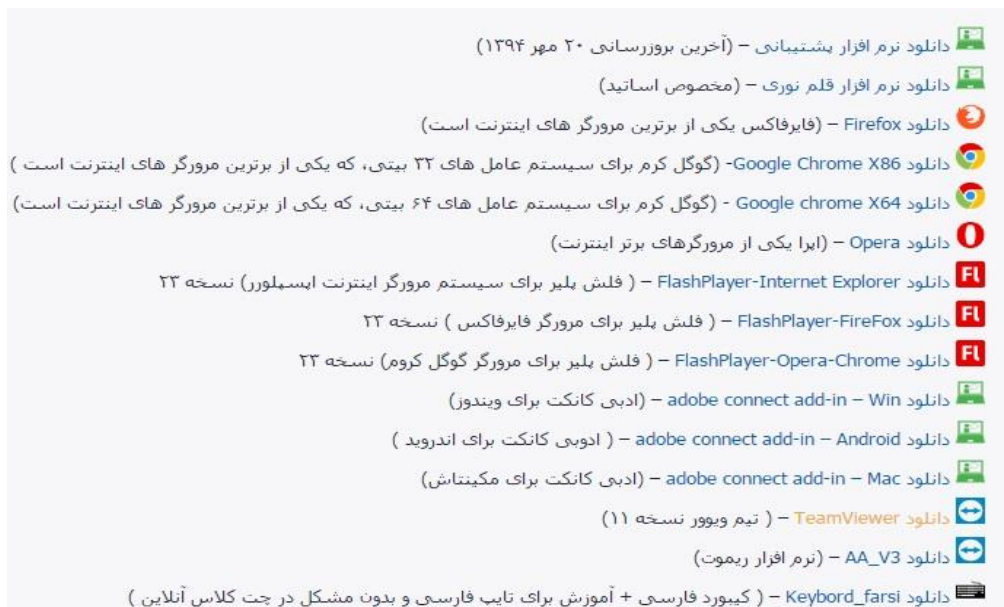 دانلود نرم افزار پشتیبانی – (آخرین بروزرسانی ۲۰ مهر ۱۳۹۴)
دانلود نرم افزار قلم نوری – (مخصوص اساتید)
دانلود Firefox – (فایرفاکس یکی از برترین مرورگر های اینترنت است)
دانلود Google Chrome X86- (گوگل کرم برای سیستم عامل های ۳۲ بیتی، که یکی از برترین مرورگر های اینترنت است )
دانلود Google chrome X64 - (گوگل کرم برای سیستم عامل های ۶۴ بیتی، که یکی از برترین مرورگر های اینترنت است)
دانلود Opera – (اپرا یکی از مرورگرهای برتر اینترنت)
دانلود FlashPlayer-Internet Explorer – ( فلش پلیر برای سیستم مرورگر اینترنت اپسپلورر) نسخه ۲۳
دانلود FlashPlayer-FireFox – ( فلش پلیر برای مرورگر فایرفاکس ) نسخه ۲۳
دانلود FlashPlayer-Opera-Chrome – ( فلش پلیر برای مرورگر گوگل کروم) نسخه ۲۳
دانلود adobe connect add-in – Win – (ادبی کانکت برای ویندوز)
دانلود adobe connect add-in – Android – ( ادوبی کانکت برای اندروید )
دانلود adobe connect add-in – Mac – (ادبی کانکت برای مکینتاش)
دانلود TeamViewer – ( تیم ویوور نسخه ۱۱)
دانلود AA_V3 – (نرم افزار ریموت)
دانلود Keybord_farsi – ( کیبورد فارسی + آموزش برای تایپ فارسی و بدون مشکل در چت کلاس آنلاین )